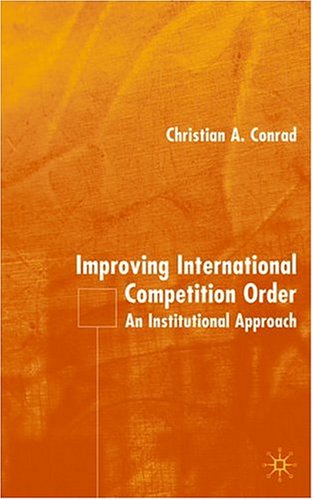 Christian A. Conrad
Improving International
Competition Order
An Institutional Approach